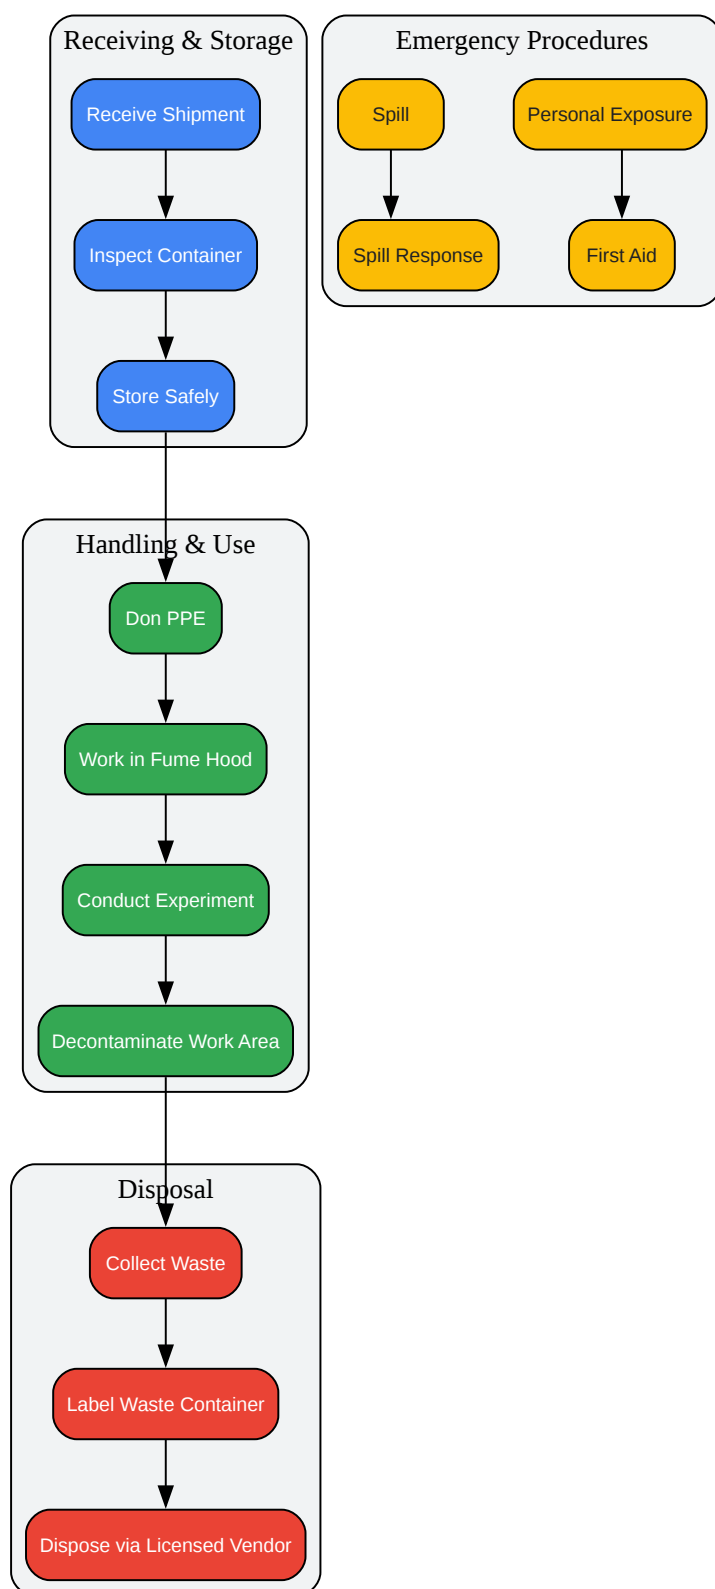 Receiving & Storage
Receive Shipment
Inspect Container
Store Safely
Emergency Procedures
Spill
Personal Exposure
Spill Response
First Aid
Handling & Use
Don PPE
Work in Fume Hood
Conduct Experiment
Decontaminate Work Area
Disposal
Collect Waste
Label Waste Container
Dispose via Licensed Vendor